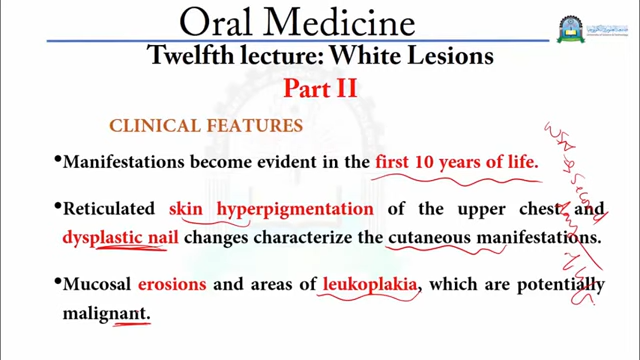 Oral Medicine
Twelfth lecture: White Lesions
Part II
CLINICAL FEATURES
•Manifestations become evident in the first 10 years of life.
•Reticulated skin hyperpigmentation of the upper chest and
dysplastic nail changes characterize the cutaneous manifestations.
•Mucosal erosions and areas of leukoplakia, which are potentially
malignant.
second